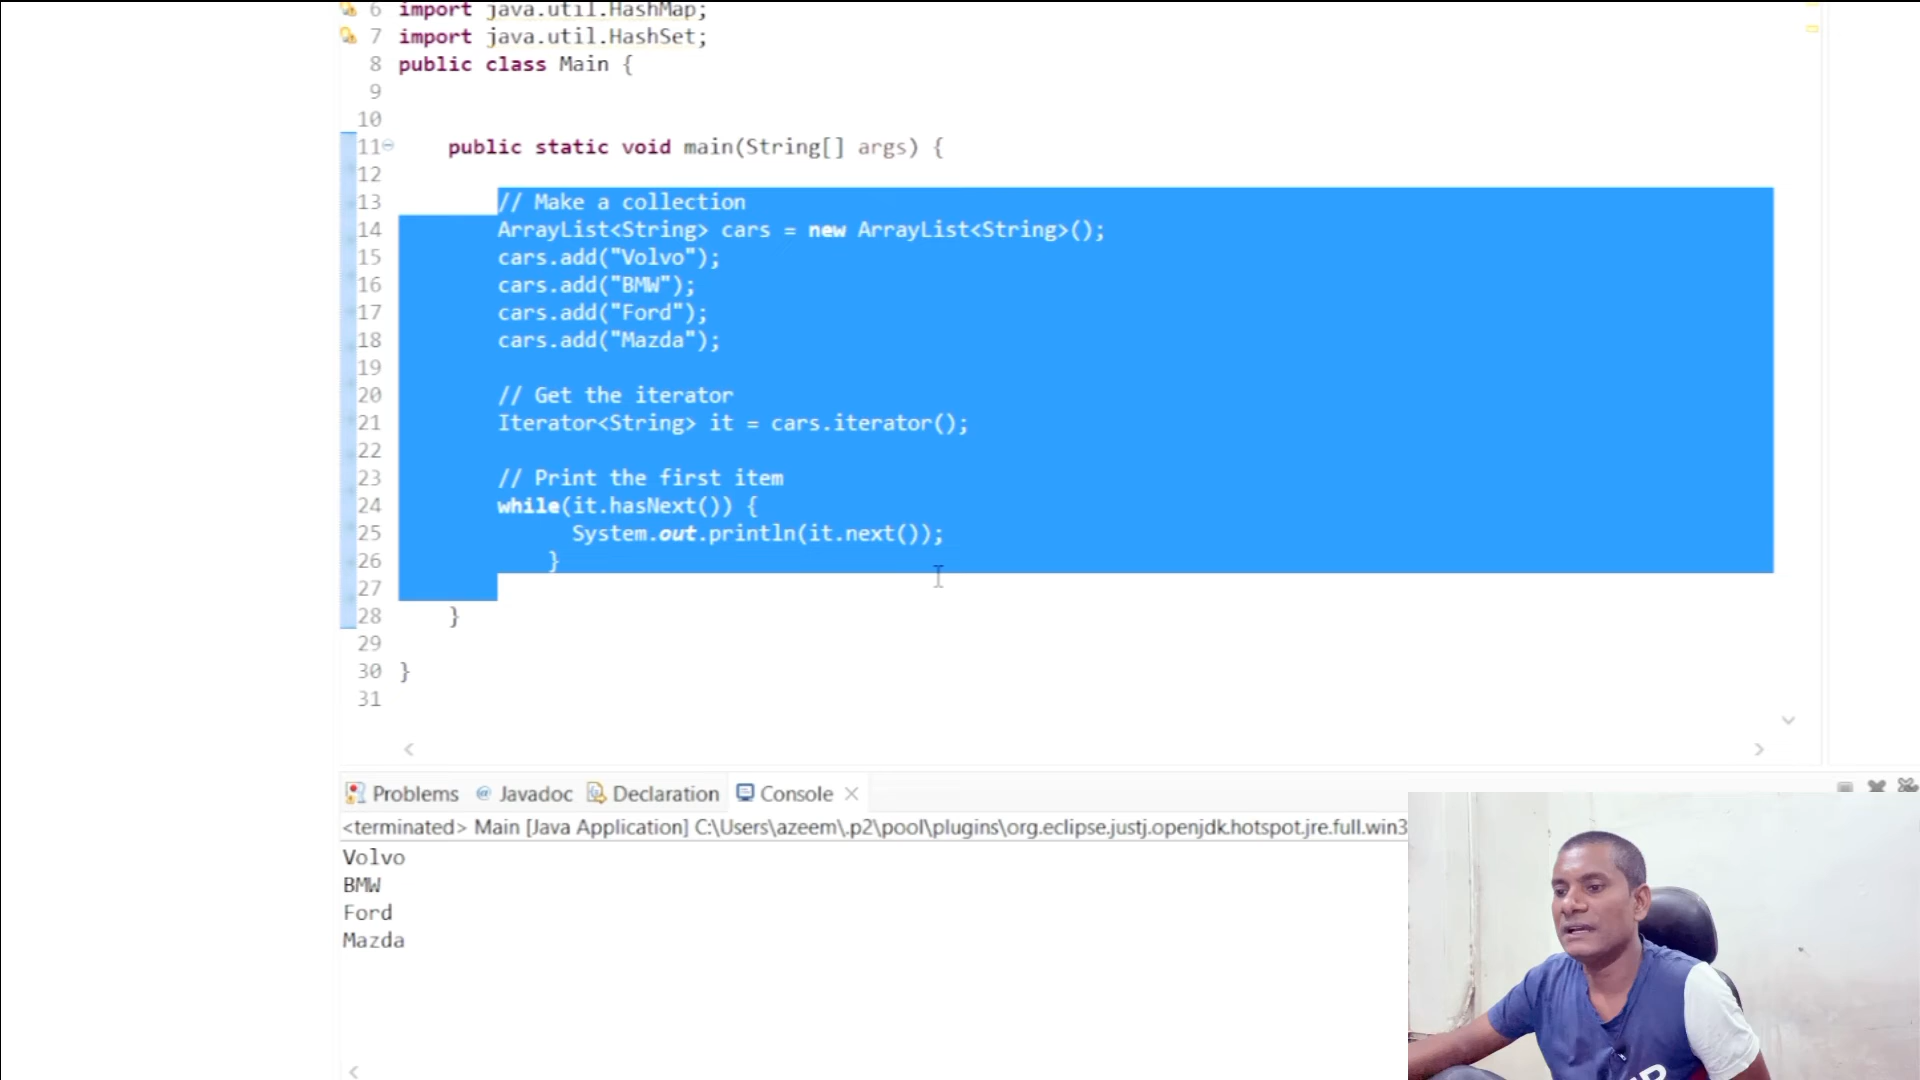 6 import java.util.HashMap;
7 import java.util.HashSet;
8 public class Main {
9
10
11 public static void main(String[] args) {
12
13 // Make a collection
14 ArrayList<String> cars = new ArrayList<String>();
15 cars.add("Volvo");
16 cars.add("BMW");
17 cars.add("Ford");
18 cars.add("Mazda");
19
20 // Get the iterator
21 Iterator<String> it = cars.iterator();
22
23 // Print the first item
24 while(it.hasNext()) {
25 System.out.println(it.next());
26 }
27
28 }
29
30 }
31
Problems @ Javadoc Declaration Console
<terminated> Main [Java Application] C:\Users\azeem\.p2\pool\plugins\org.eclipse.justj.openjdk.hotspot.jre.full.win3
Volvo
BMW
Ford
Mazda